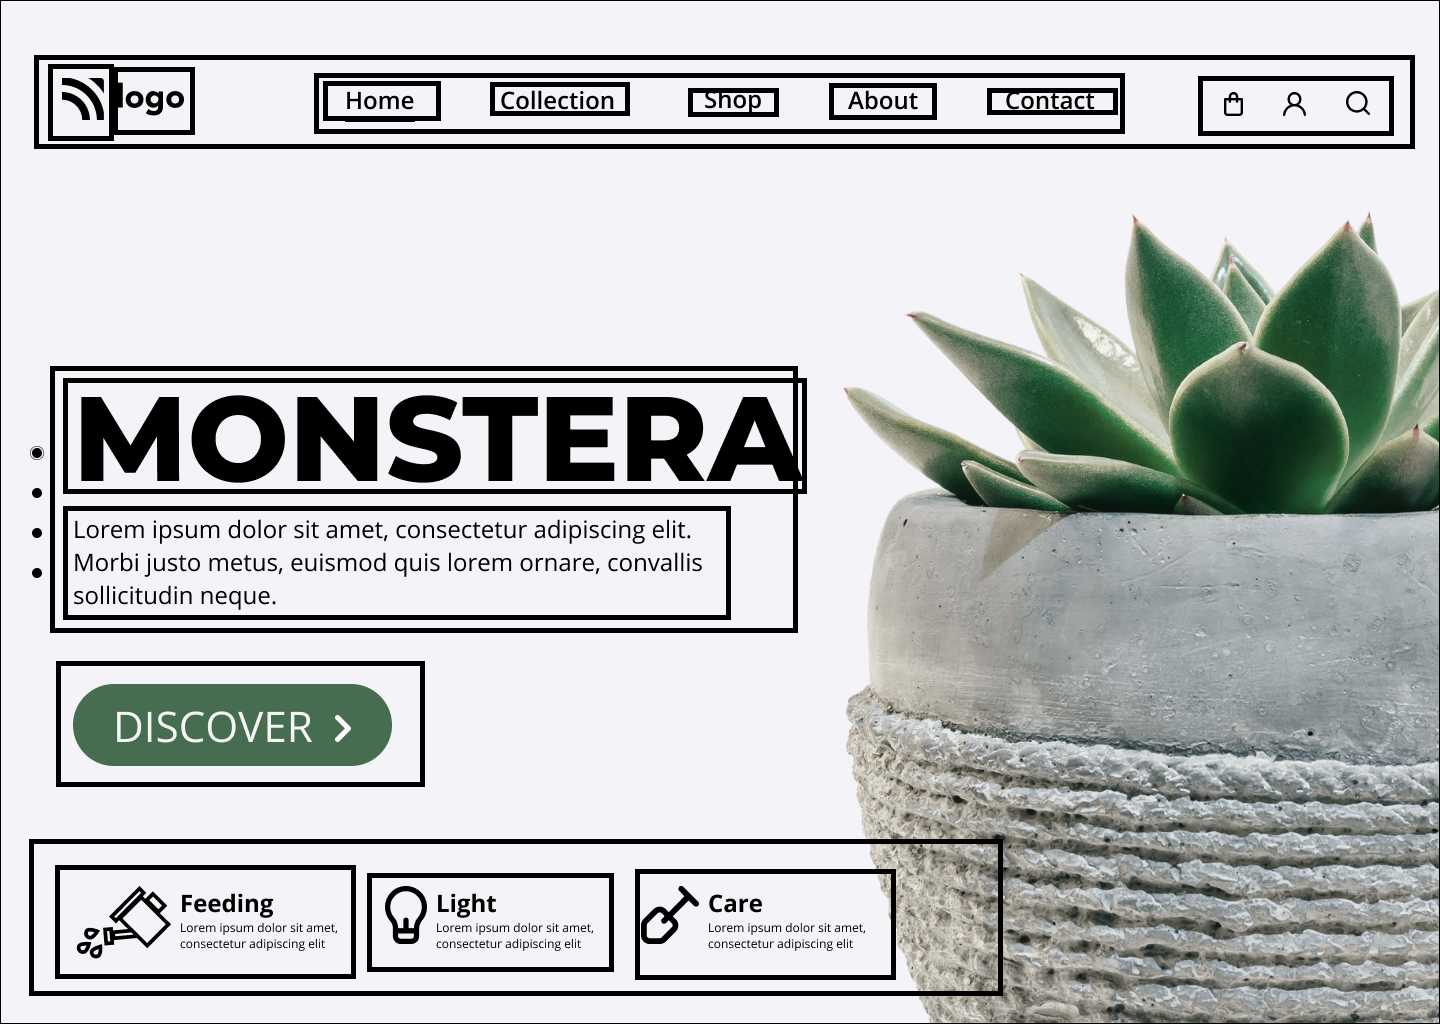 logo
Home
Collection
Shop
About
Contact
MONSTERA
Lorem ipsum dolor sit amet, consectetur adipiscing elit.
Morbi justo metus, euismod quis lorem ornare, convallis
sollicitudin neque.
DISCOVER
Feeding
Lorem ipsum dolor sit amet,
consectetur adipiscing elit
Light
Lorem ipsum dolor sit amet,
consectetur adipiscing elit
Care
Lorem ipsum dolor sit amet,
consectetur adipiscing elit